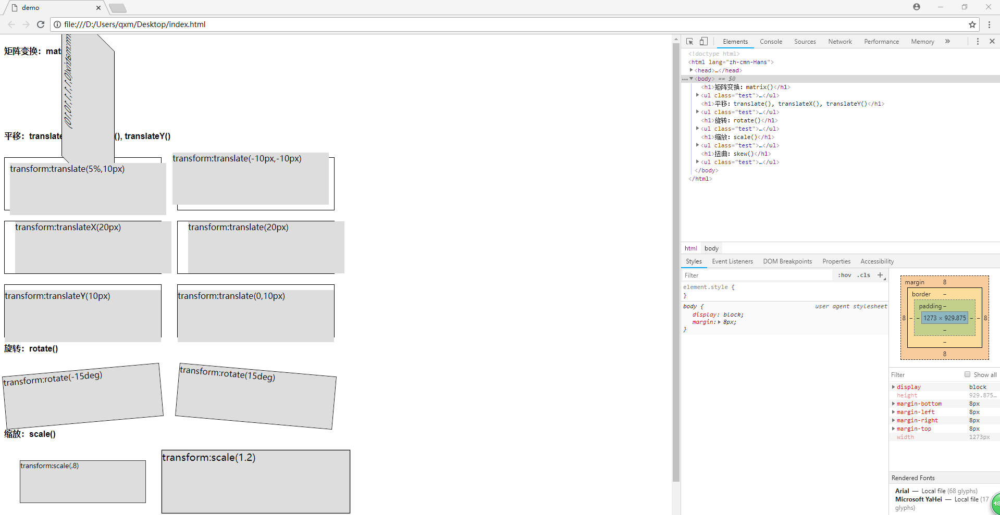 demo
file:///D:/Users/qxm/Desktop/index.html
矩阵变换：mat
平移：translate (), translateY()
transform:translate(5%,10px)
transform:translate(-10px,-10px)
transform:translateX(20px)
transform:translate(20px)
transform:translateY(10px)
transform:translate(0,10px)
旋转：rotate()
transform:rotate(-15deg)
transform:rotate(15deg)
缩放：scale()
transform:scale(.8)
transform:scale(1.2)
Elements Console Sources Network Performance Memory »
<!doctype html>
<html lang="zh-cmn-Hans">
<head>…</head>
<body> == $0
<h1>矩阵变换：matrix()</h1>
<ul class="test">…</ul>
<h1>平移：translate(), translateX(), translateY()</h1>
<ul class="test">…</ul>
<h1>旋转：rotate()</h1>
<ul class="test">…</ul>
<h1>缩放：scale()</h1>
<ul class="test">…</ul>
<h1>扭曲：skew()</h1>
<ul class="test">…</ul>
</body>
</html>
html body
Styles Event Listeners DOM Breakpoints Properties Accessibility
Filter :hov .cls +
element.style {
}
body { user agent stylesheet
display: block;
margin: 8px;
}
margin 8
border –
padding –
8 – – 1273 × 929.875 – – 8
–
–
8
Filter Show all
display block
height 929.875…
margin-bottom 8px
margin-left 8px
margin-right 8px
margin-top 8px
width 1273px
Rendered Fonts
Arial — Local file (68 glyphs)
Microsoft YaHei — Local file (17
glyphs)
48